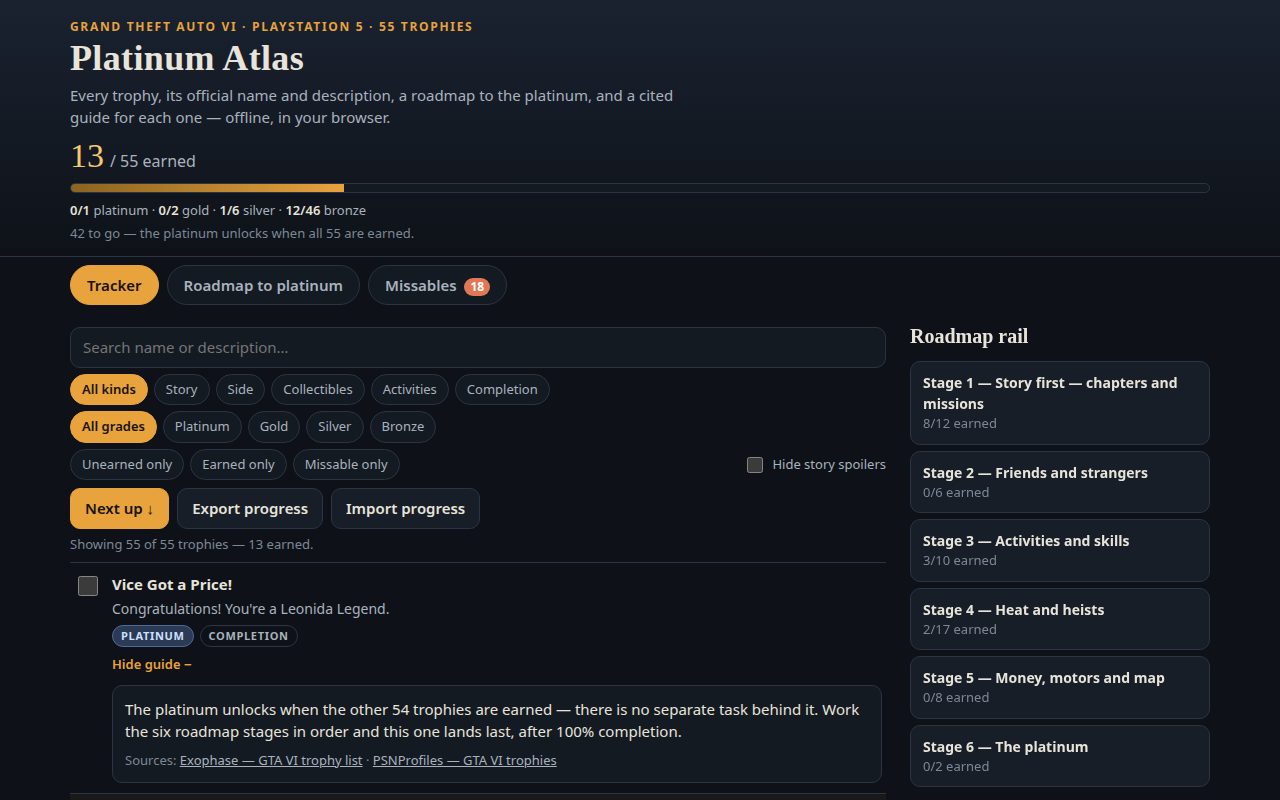 GRAND THEFT AUTO VI · PLAYSTATION 5 · 55 TROPHIES
Platinum Atlas
Every trophy, its official name and description, a roadmap to the platinum, and a cited
guide for each one — offline, in your browser.
13 / 55 earned
0/1 platinum · 0/2 gold · 1/6 silver · 12/46 bronze
42 to go — the platinum unlocks when all 55 are earned.
Tracker
Roadmap to platinum
Missables 18
Search name or description...
All kinds
Story
Side
Collectibles
Activities
Completion
All grades
Platinum
Gold
Silver
Bronze
Unearned only
Earned only
Missable only
Hide story spoilers
Next up ↓
Export progress
Import progress
Showing 55 of 55 trophies — 13 earned.
Vice Got a Price!
Congratulations! You're a Leonida Legend.
PLATINUM
COMPLETION
Hide guide −
The platinum unlocks when the other 54 trophies are earned — there is no separate task behind it. Work
the six roadmap stages in order and this one lands last, after 100% completion.
Sources: Exophase — GTA VI trophy list · PSNProfiles — GTA VI trophies
Roadmap rail
Stage 1 — Story first — chapters and
missions
8/12 earned
Stage 2 — Friends and strangers
0/6 earned
Stage 3 — Activities and skills
3/10 earned
Stage 4 — Heat and heists
2/17 earned
Stage 5 — Money, motors and map
0/8 earned
Stage 6 — The platinum
0/2 earned